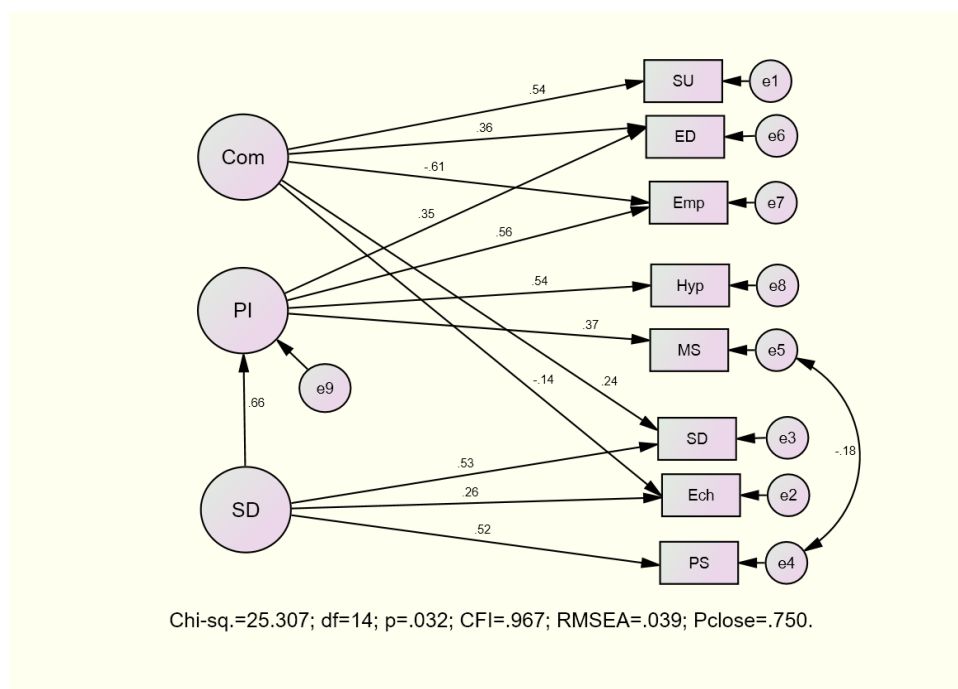 SU
e1
.54
ED
e6
.36
Com
-.61
Emp
e7
.35
.56
Hyp
e8
.54
PI
.37
MS
e5
e9
-.14
.24
.66
SD
e3
-.18
.53
Ech
e2
.26
SD
.52
PS
e4
Chi-sq.=25.307; df=14; p=.032; CFI=.967; RMSEA=.039; Pclose=.750.